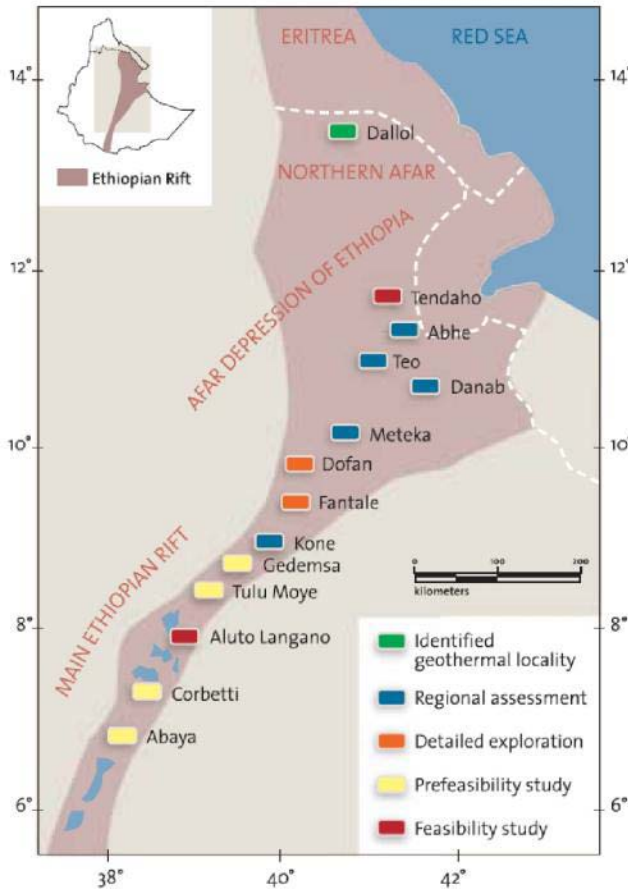 ERITREA
RED SEA
14°
14°
Dallol
Ethiopian Rift
NORTHERN AFAR
AFAR DEPRESSION OF ETHIOPIA
12°
12°
Tendaho
Abhe
Teo
Danab
Meteka
10°
10°
Dofan
Fantale
Kone
Gedemsa
MAIN ETHIOPIAN RIFT
0 100 200
kilometers
Tulu Moye
8°
8°
Aluto Langano
Identified
geothermal locality
Corbetti
Regional assessment
Abaya
Detailed exploration
Prefeasibility study
6°
6°
Feasibility study
38°
40°
42°